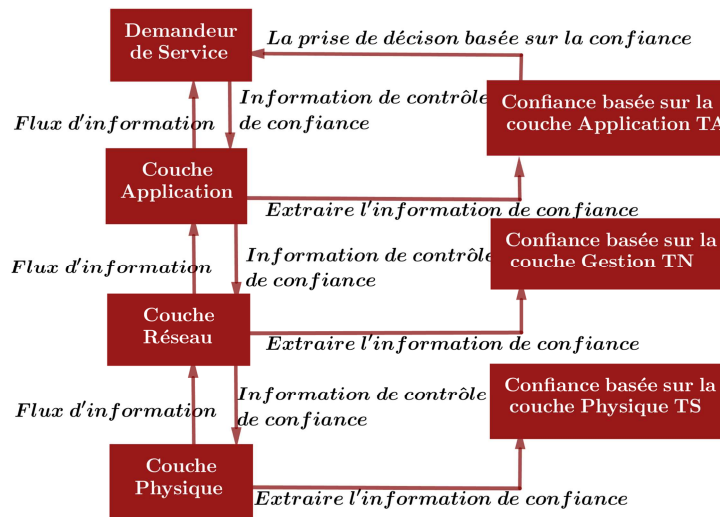 Demandeur
de Service
La prise de décison basée sur la confiance
Flux d'information
Information de contrôle
de confiance
Confiance basée sur la
couche Application TA
Couche
Application
Extraire l'information de confiance
Flux d'information
Information de contrôle
de confiance
Confiance basée sur la
couche Gestion TN
Couche
Réseau
Extraire l'information de confiance
Flux d'information
Information de contrôle
de confiance
Confiance basée sur la
couche Physique TS
Couche
Physique
Extraire l'information de confiance